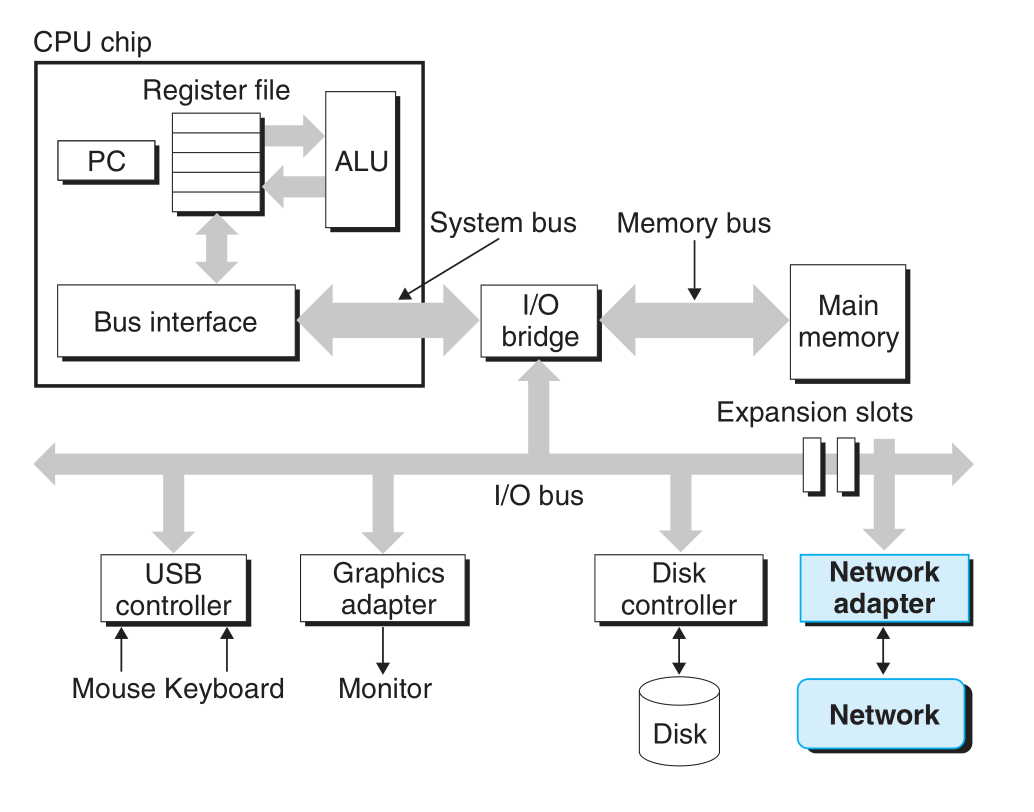 CPU chip
Register file
PC
ALU
System bus
Memory bus
Bus interface
I/O
bridge
Main
memory
Expansion slots
I/O bus
USB
controller
Graphics
adapter
Disk
controller
Network
adapter
Mouse Keyboard
Monitor
Disk
Network